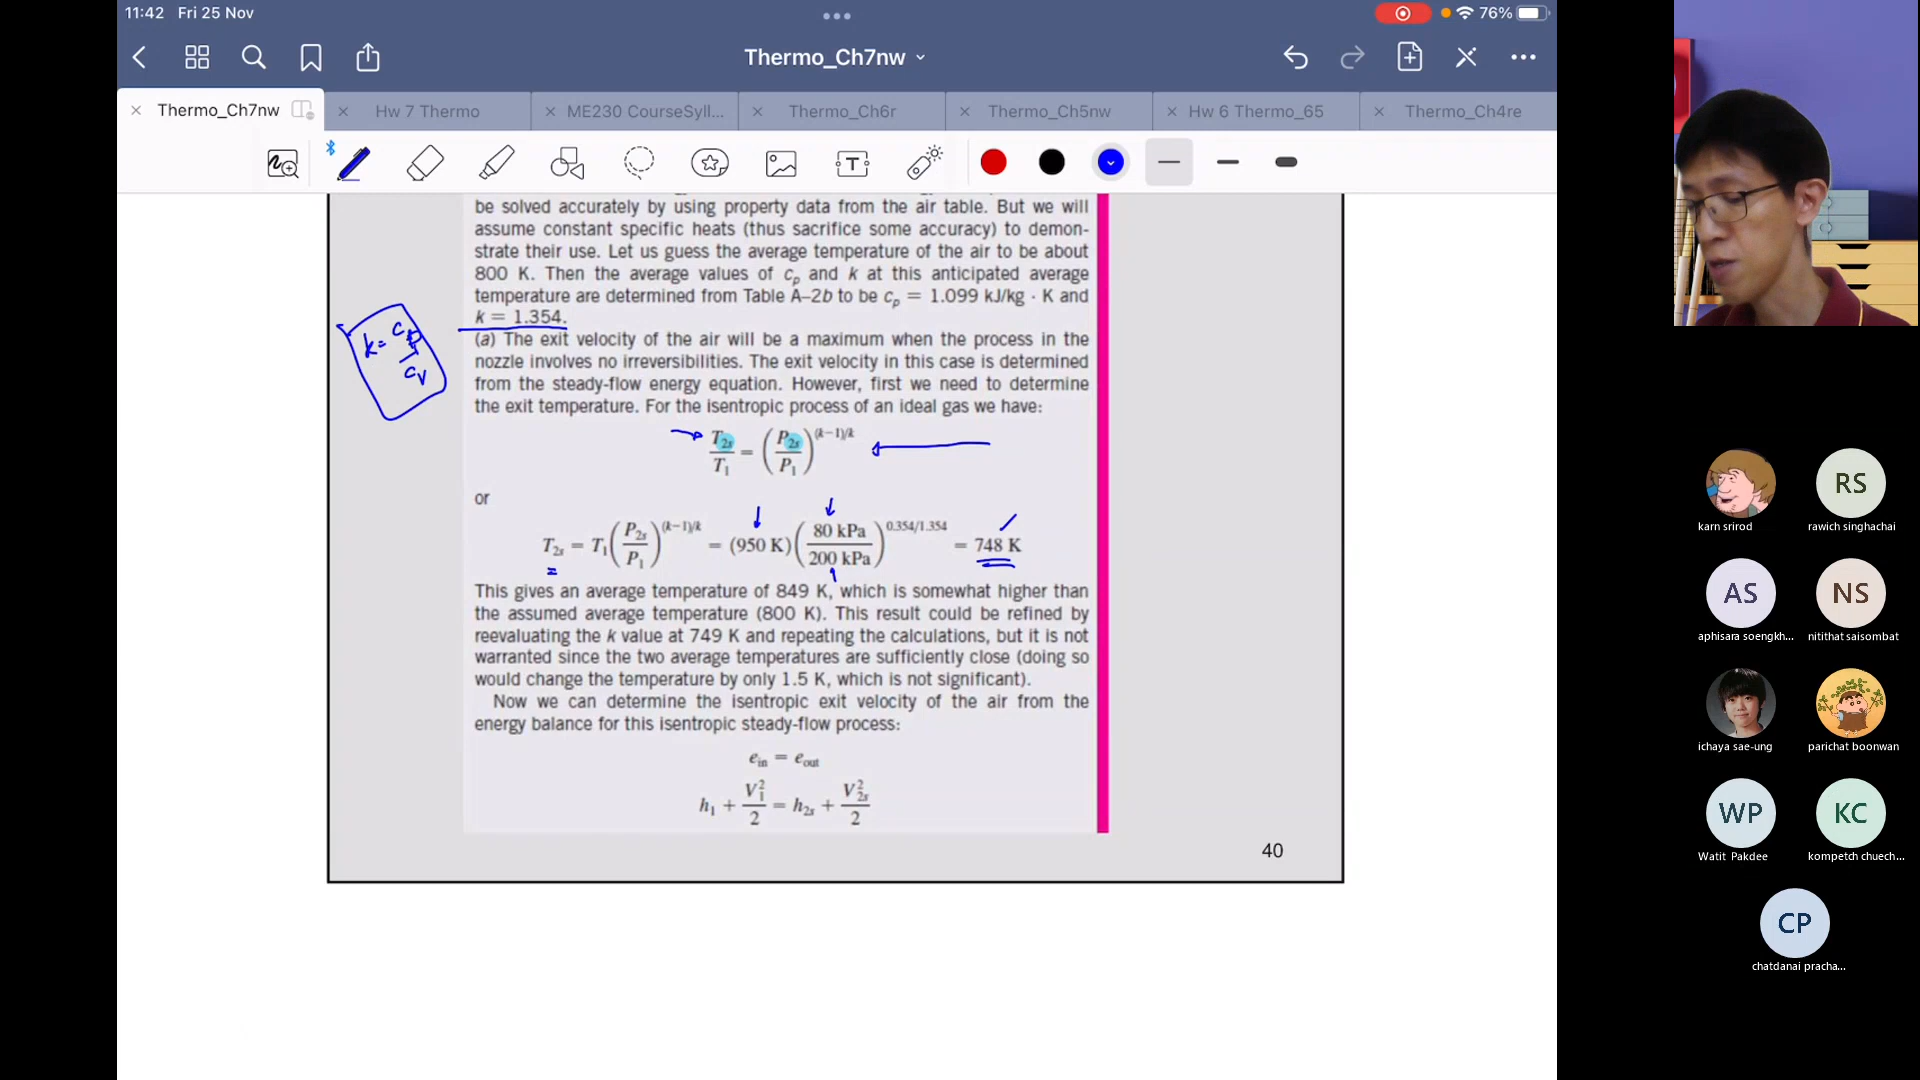 11:42 Fri 25 Nov
76%
Thermo_Ch7nw
Thermo_Ch7nw
Hw 7 Thermo
ME230 CourseSyll...
Thermo_Ch6r
Thermo_Ch5nw
Hw 6 Thermo_65
Thermo_Ch4re
be solved accurately by using property data from the air table. But we will
assume constant specific heats (thus sacrifice some accuracy) to demon-
strate their use. Let us guess the average temperature of the air to be about
800 K. Then the average values of cp and k at this anticipated average
temperature are determined from Table A–2b to be cp = 1.099 kJ/kg · K and
k = 1.354.
k = cp/cv
(a) The exit velocity of the air will be a maximum when the process in the
nozzle involves no irreversibilities. The exit velocity in this case is determined
from the steady-flow energy equation. However, first we need to determine
the exit temperature. For the isentropic process of an ideal gas we have:
T2s/T1 = (P2s/P1)^(k−1)/k
or
T2s = T1(P2s/P1)^(k−1)/k = (950 K)(80 kPa/200 kPa)^0.354/1.354 = 748 K
This gives an average temperature of 849 K, which is somewhat higher than
the assumed average temperature (800 K). This result could be refined by
reevaluating the k value at 749 K and repeating the calculations, but it is not
warranted since the two average temperatures are sufficiently close (doing so
would change the temperature by only 1.5 K, which is not significant).
Now we can determine the isentropic exit velocity of the air from the
energy balance for this isentropic steady-flow process:
ein = eout
h1 + V1²/2 = h2s + V2s²/2
40
karn srirod
RS
rawich singhachai
AS
aphisara soengkh...
NS
nitithat saisombat
ichaya sae-ung
parichat boonwan
WP
Watit Pakdee
KC
kompetch chuech...
CP
chatdanai pracha...